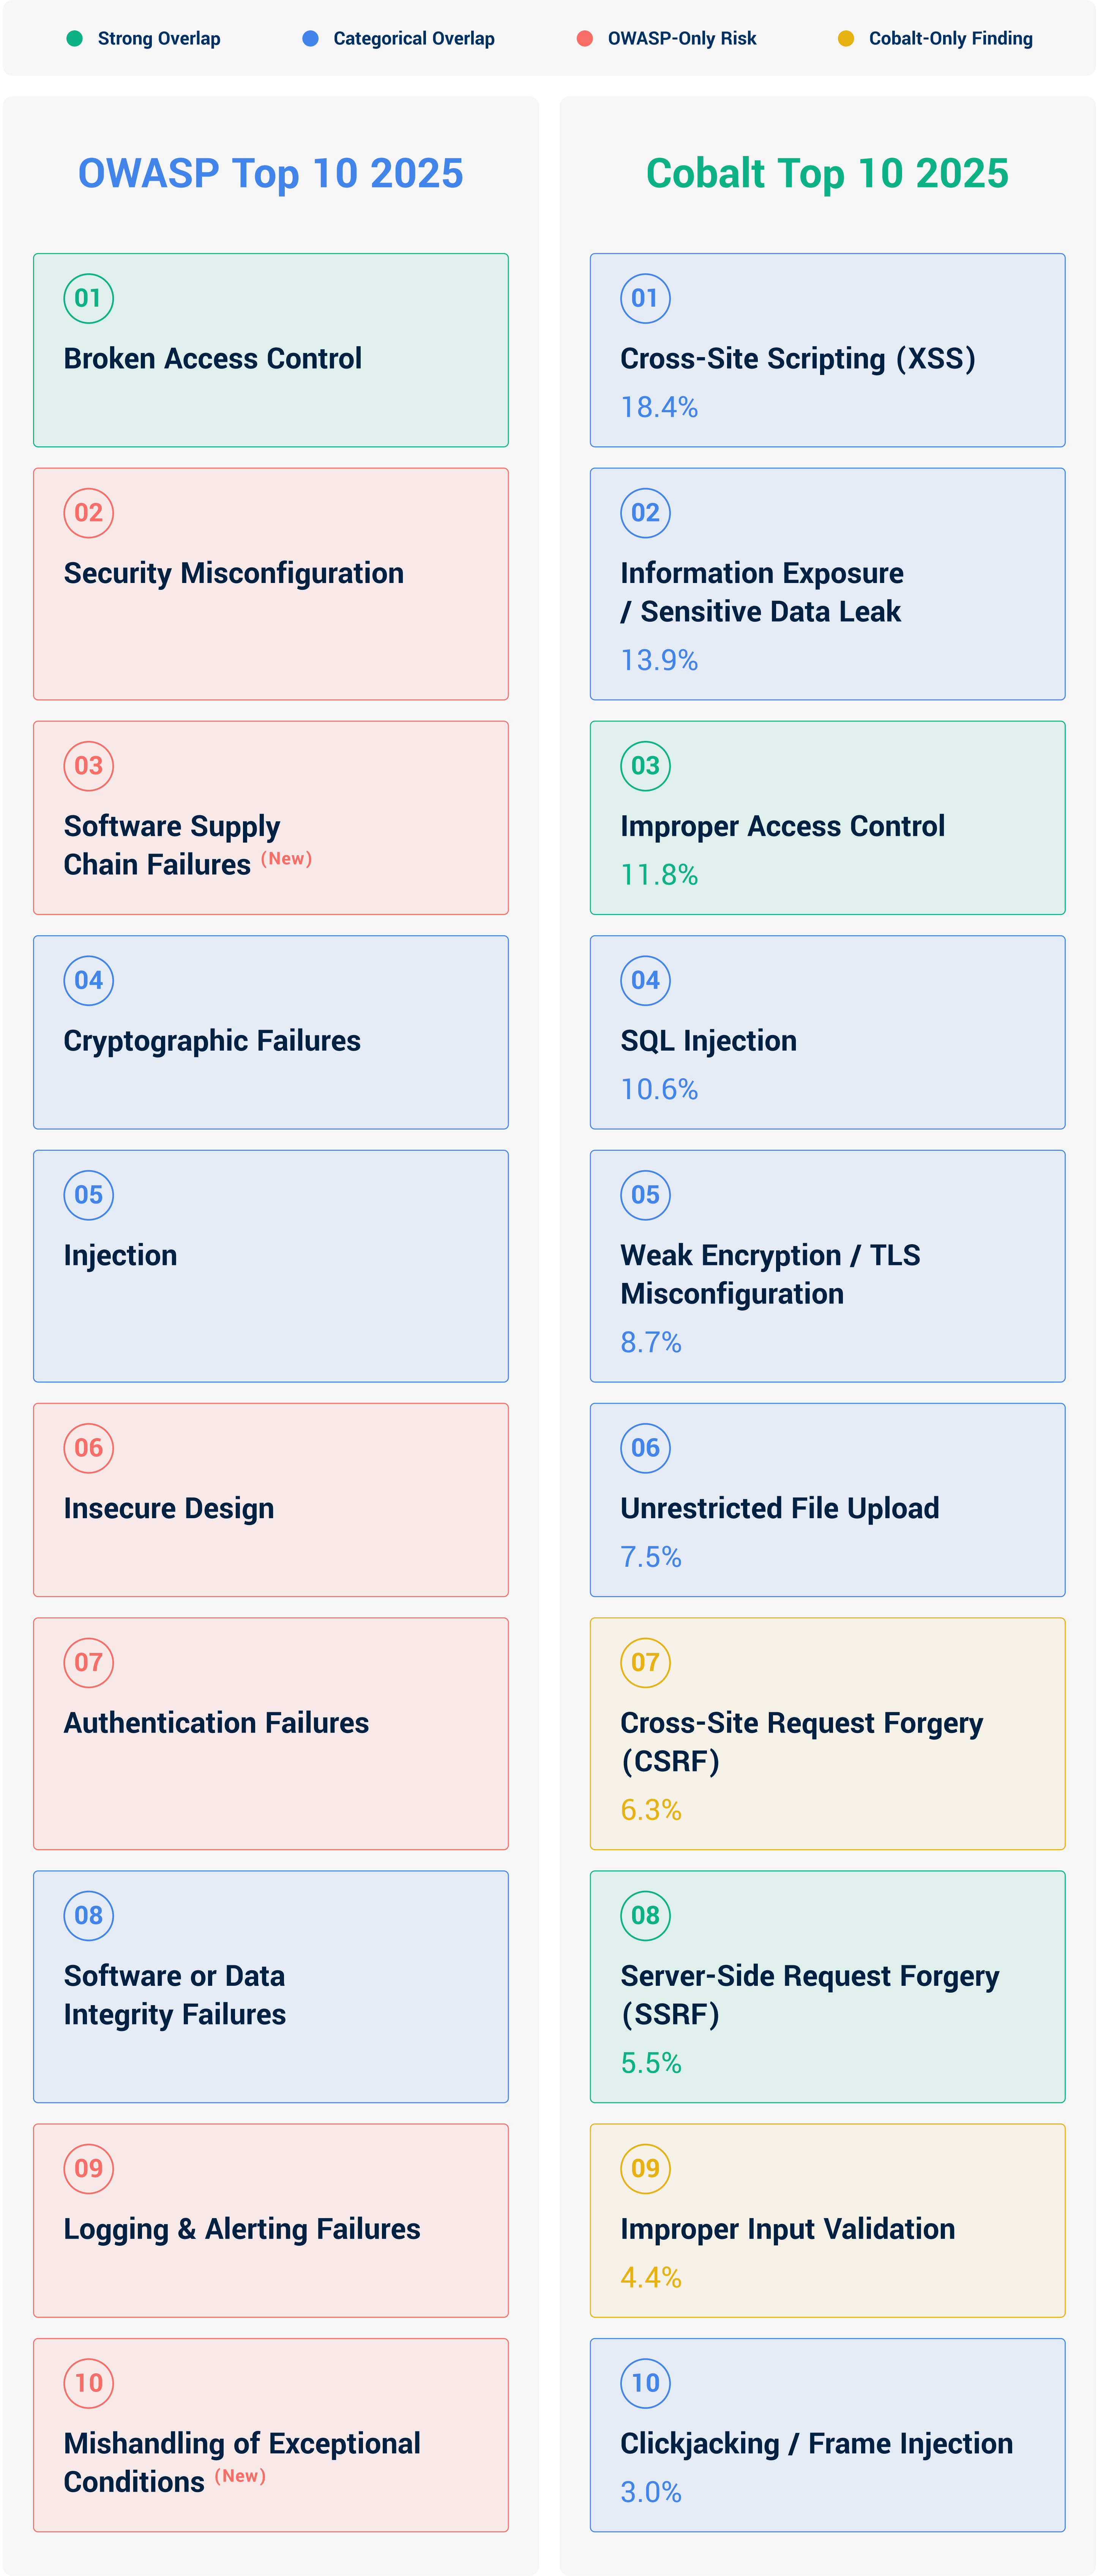 Strong Overlap
Categorical Overlap
OWASP-Only Risk
Cobalt-Only Finding
OWASP Top 10 2025
01
Broken Access Control
02
Security Misconfiguration
03
Software Supply
Chain Failures (New)
04
Cryptographic Failures
05
Injection
06
Insecure Design
07
Authentication Failures
08
Software or Data
Integrity Failures
09
Logging & Alerting Failures
10
Mishandling of Exceptional
Conditions (New)
Cobalt Top 10 2025
01
Cross-Site Scripting (XSS)
18.4%
02
Information Exposure
/ Sensitive Data Leak
13.9%
03
Improper Access Control
11.8%
04
SQL Injection
10.6%
05
Weak Encryption / TLS
Misconfiguration
8.7%
06
Unrestricted File Upload
7.5%
07
Cross-Site Request Forgery
(CSRF)
6.3%
08
Server-Side Request Forgery
(SSRF)
5.5%
09
Improper Input Validation
4.4%
10
Clickjacking / Frame Injection
3.0%